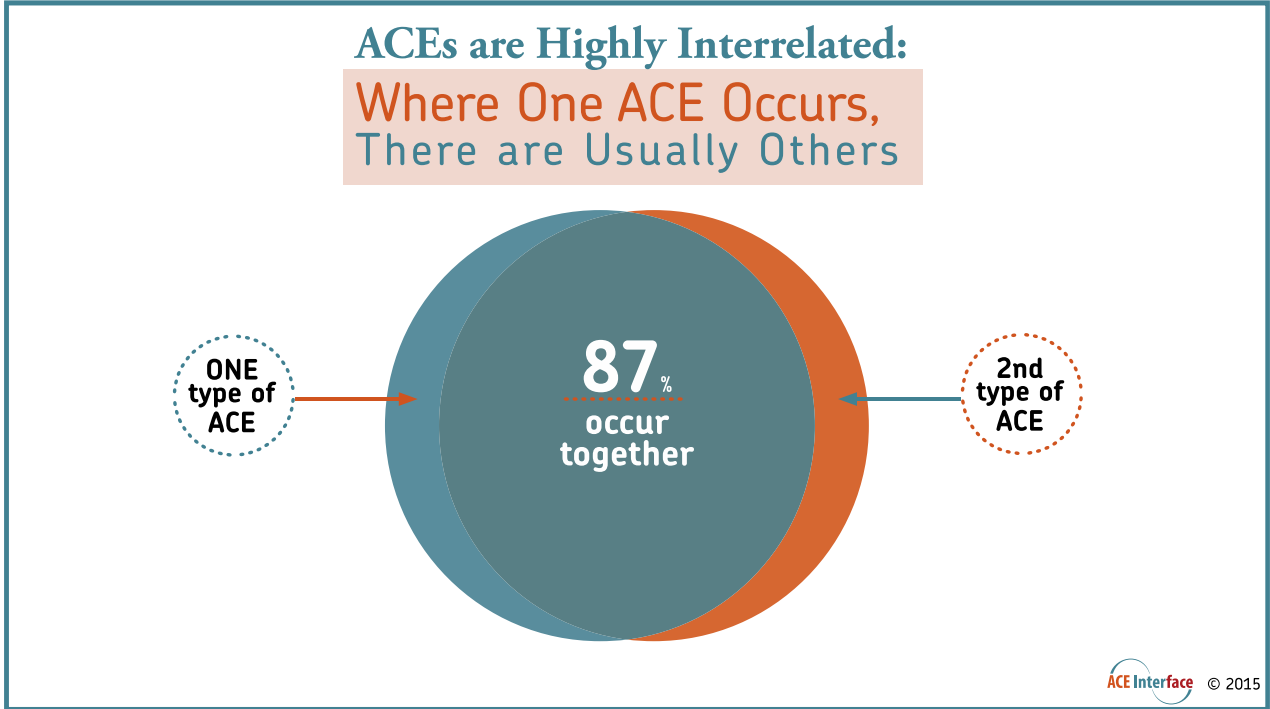 ACEs are Highly Interrelated:
Where One ACE Occurs,
There are Usually Others
ONE
type of
ACE
87%
occur
together
2nd
type of
ACE
ACE Interface © 2015